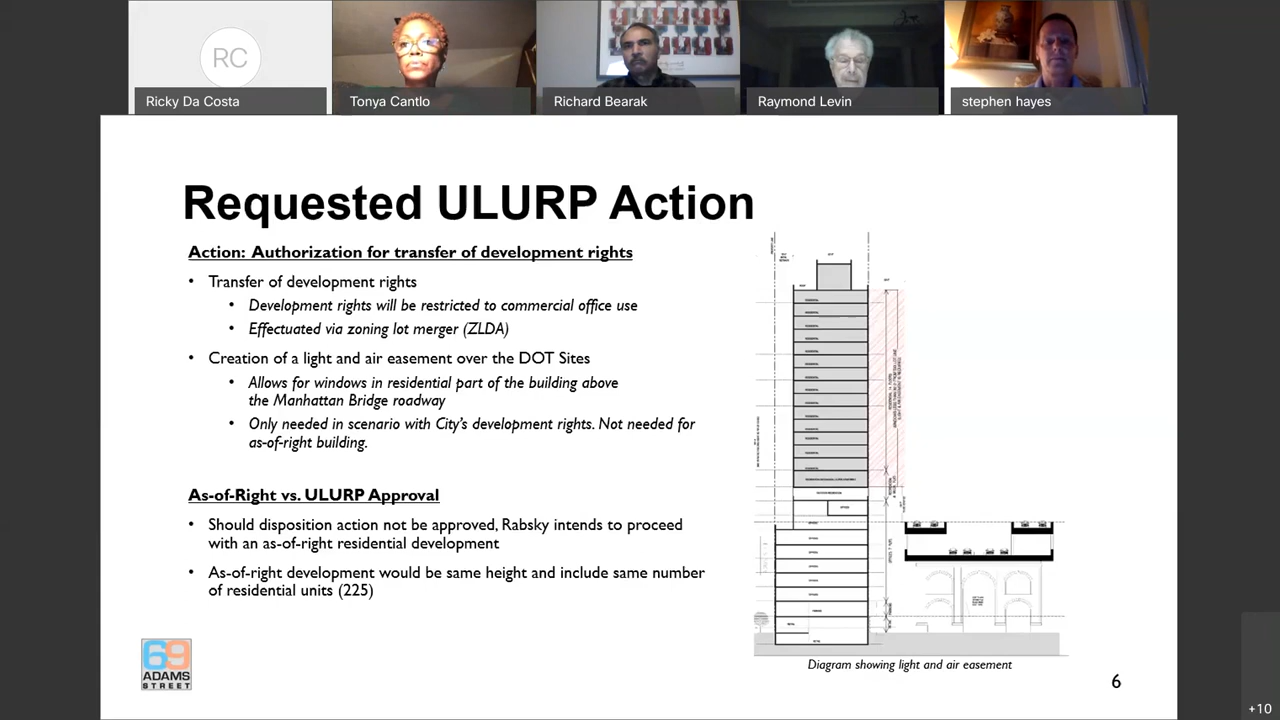 RC
Ricky Da Costa
Tonya Cantlo
Richard Bearak
Raymond Levin
stephen hayes
Requested ULURP Action
Action: Authorization for transfer of development rights
• Transfer of development rights
• Development rights will be restricted to commercial office use
• Effectuated via zoning lot merger (ZLDA)
• Creation of a light and air easement over the DOT Sites
• Allows for windows in residential part of the building above
the Manhattan Bridge roadway
• Only needed in scenario with City's development rights. Not needed for
as-of-right building.
As-of-Right vs. ULURP Approval
• Should disposition action not be approved, Rabsky intends to proceed
with an as-of-right residential development
• As-of-right development would be same height and include same number
of residential units (225)
69
ADAMS
STREET
Diagram showing light and air easement
6
+10